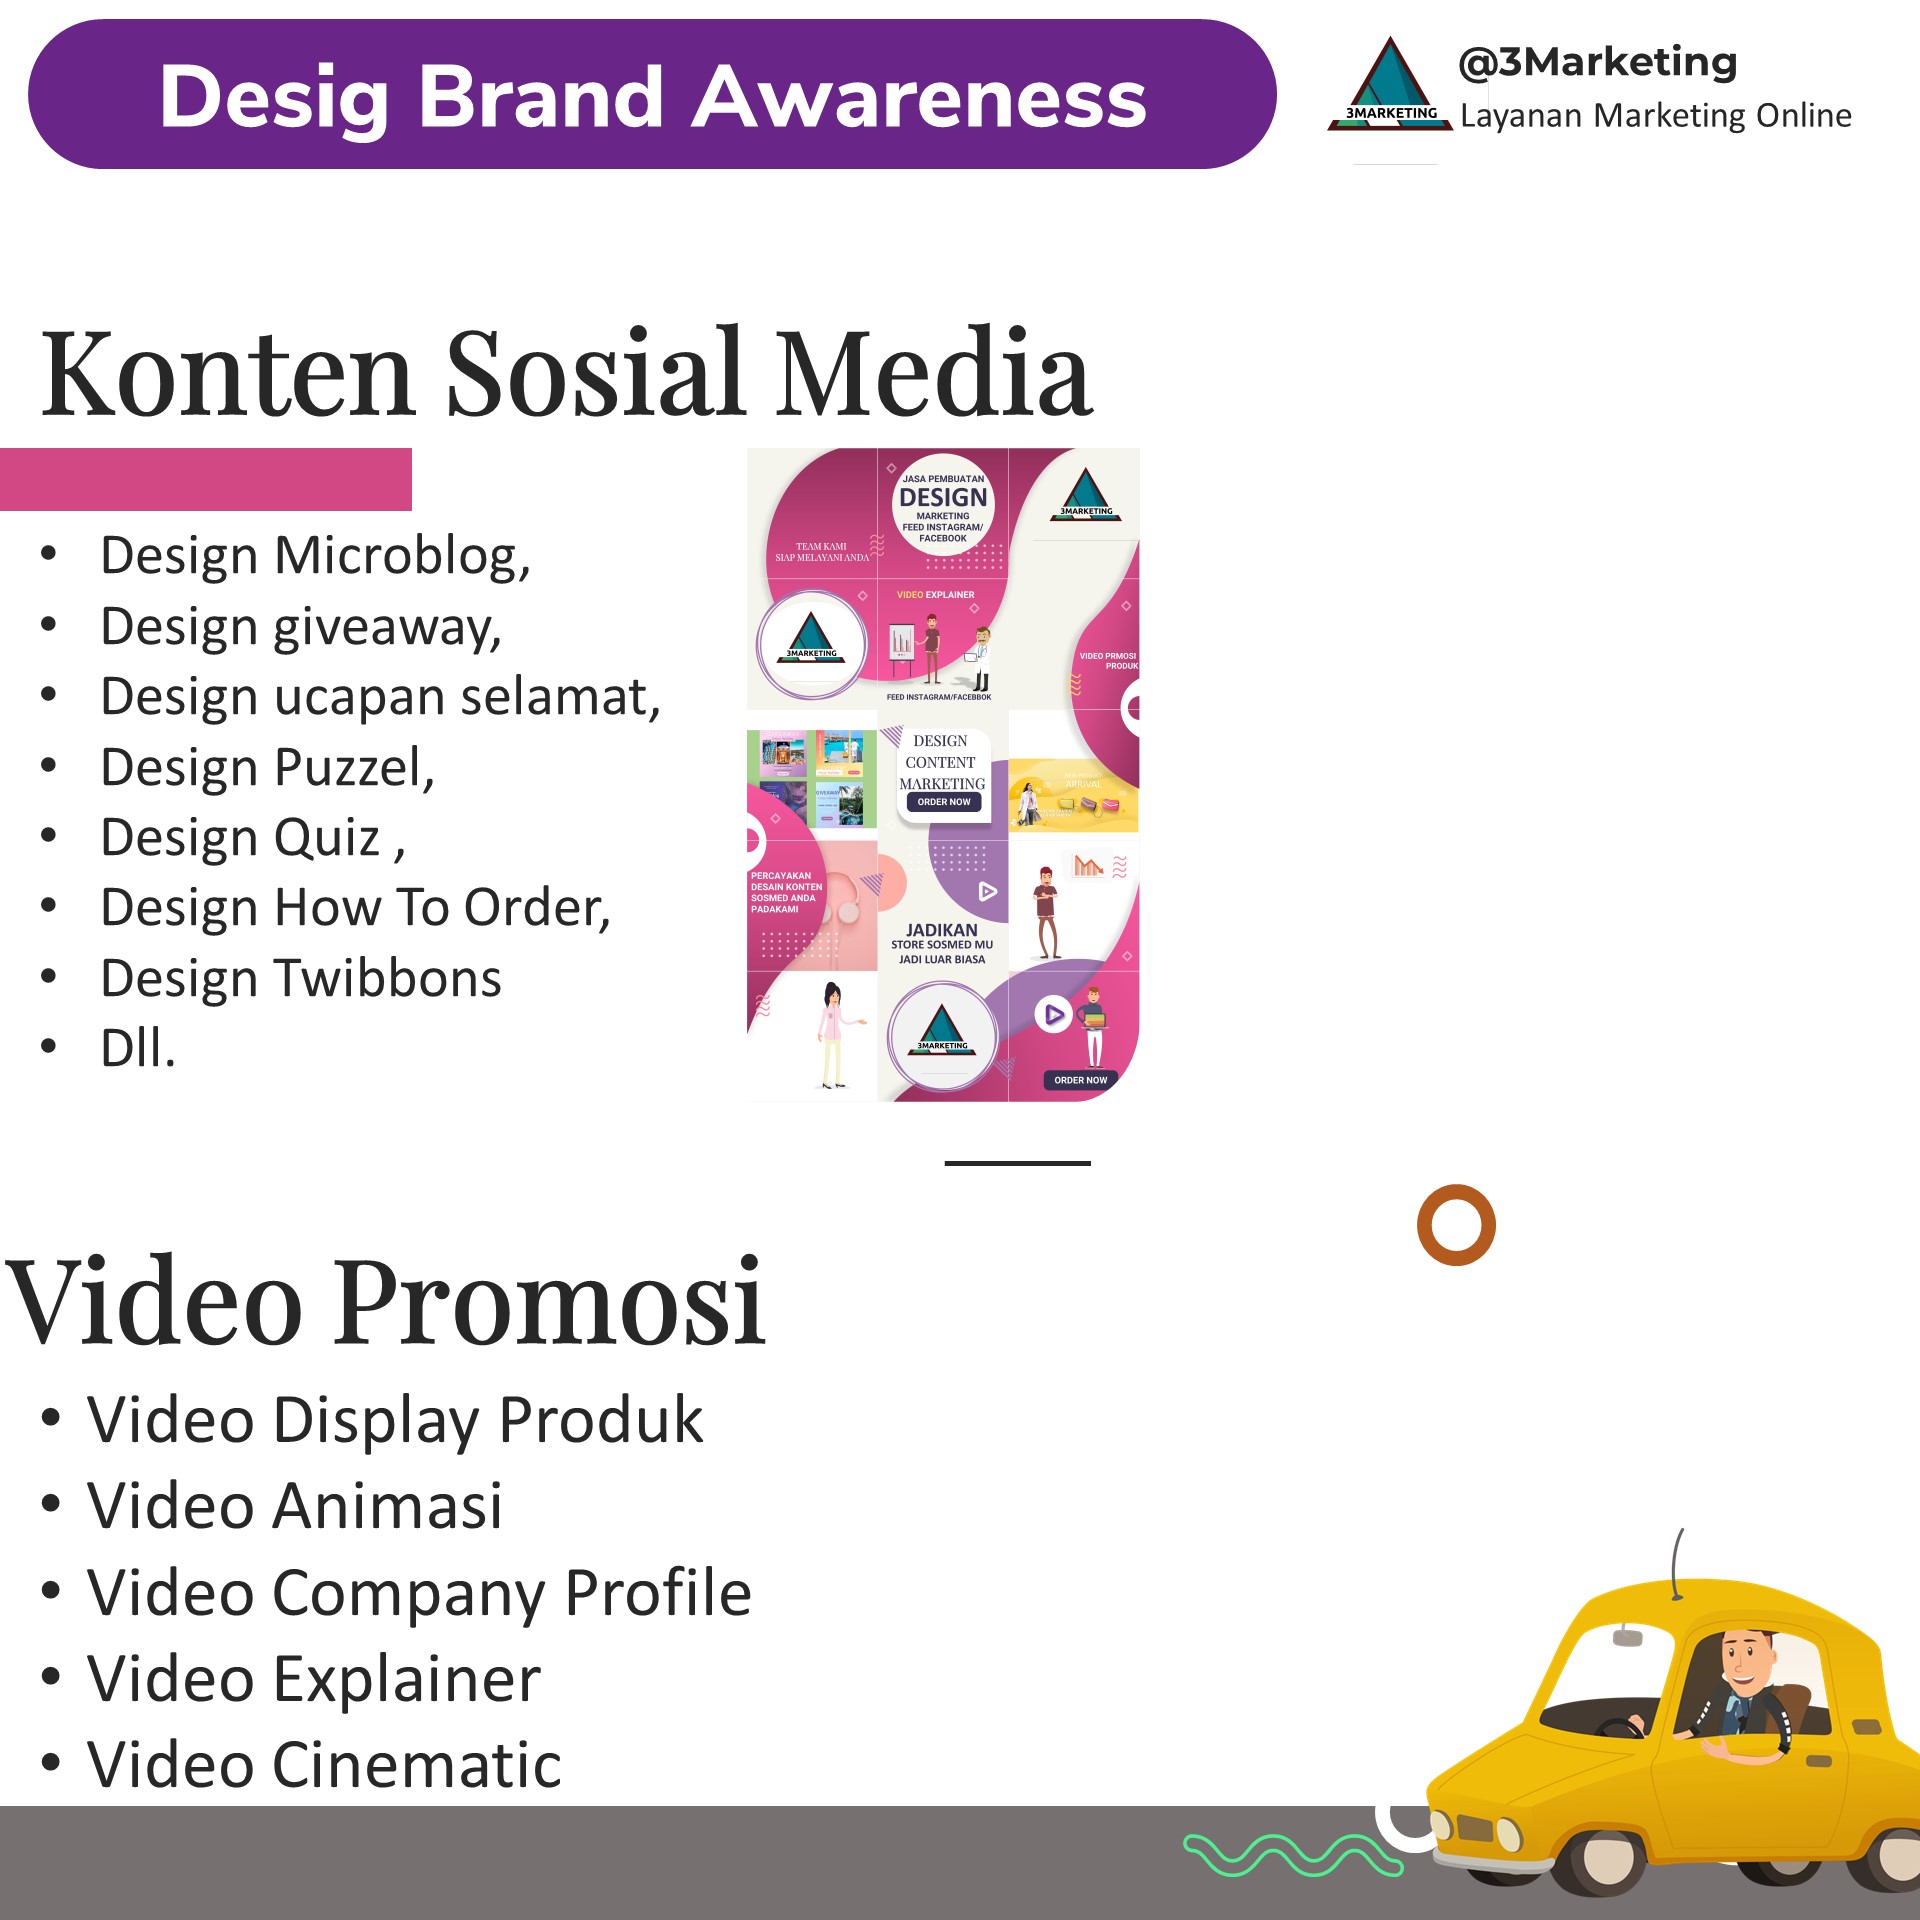 Desig Brand Awareness
@3Marketing
3MARKETING
Layanan Marketing Online
Konten Sosial Media
• Design Microblog,
• Design giveaway,
• Design ucapan selamat,
• Design Puzzel,
• Design Quiz ,
• Design How To Order,
• Design Twibbons
• Dll.
TEAM KAMI
SIAP MELAYANI ANDA
JASA PEMBUATAN
DESIGN
MARKETING
FEED INSTAGRAM/
FACEBOOK
3MARKETING
3MARKETING
VIDEO EXPLAINER
FEED INSTAGRAM/FACEBBOK
VIDEO PRMOSI
PRODUK
GIVEAWAY
DESIGN
CONTENT
MARKETING
ORDER NOW
ARRIVAL
PERCAYAKAN
DESAIN KONTEN
SOSMED ANDA
PADAKAMI
JADIKAN
STORE SOSMED MU
JADI LUAR BIASA
3MARKETING
ORDER NOW
Video Promosi
• Video Display Produk
• Video Animasi
• Video Company Profile
• Video Explainer
• Video Cinematic